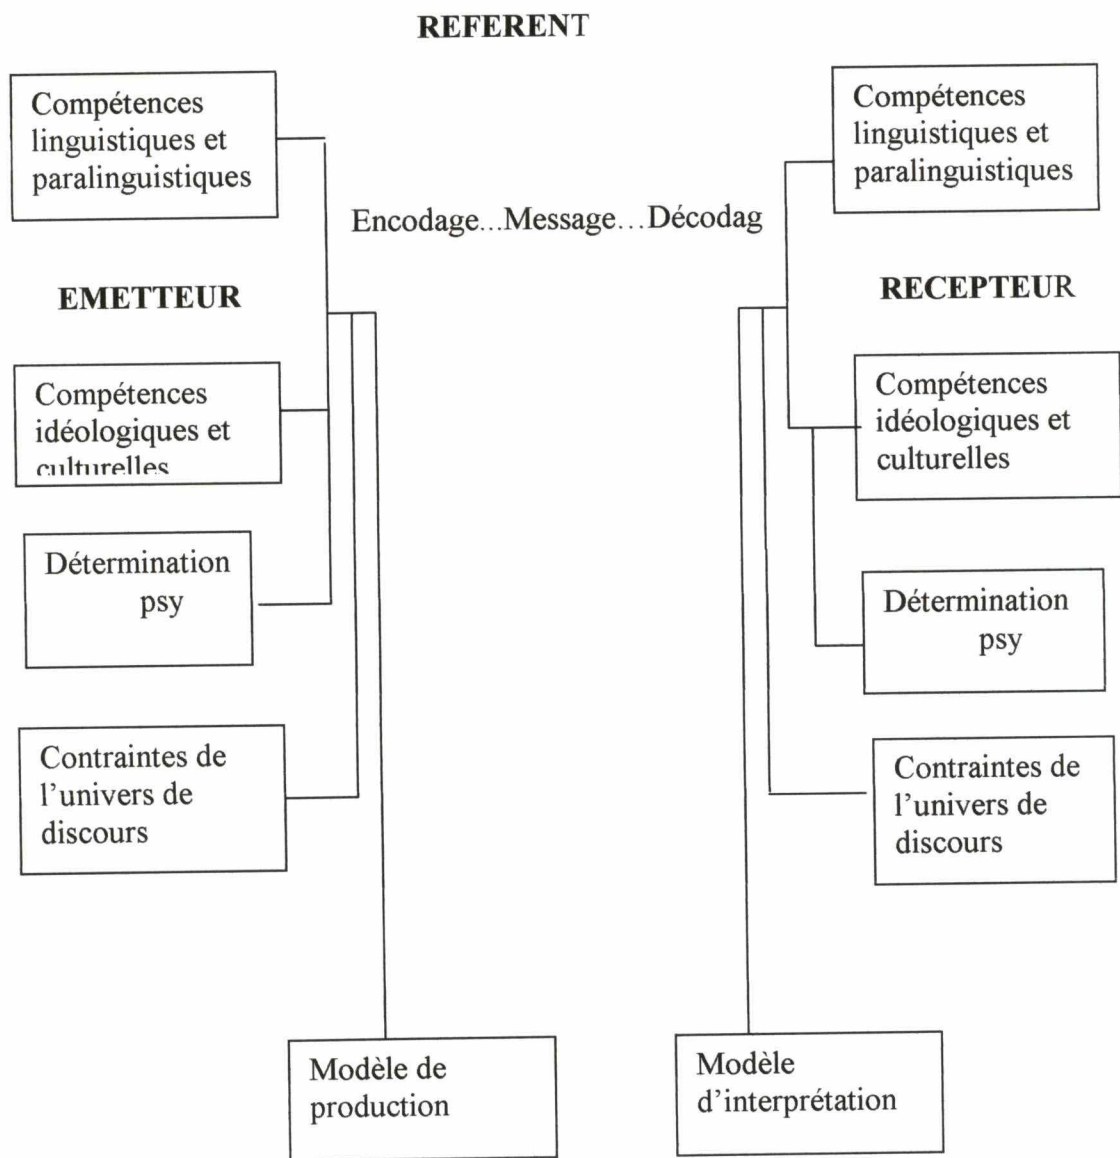 REFERENT
Compétences
linguistiques et
paralinguistiques
Compétences
linguistiques et
paralinguistiques
Encodage...Message...Décodag
EMETTEUR
RECEPTEUR
Compétences
idéologiques et
culturelles
Compétences
idéologiques et
culturelles
Détermination
psy
Détermination
psy
Contraintes de
l'univers de
discours
Contraintes de
l'univers de
discours
Modèle de
production
Modèle
d'interprétation